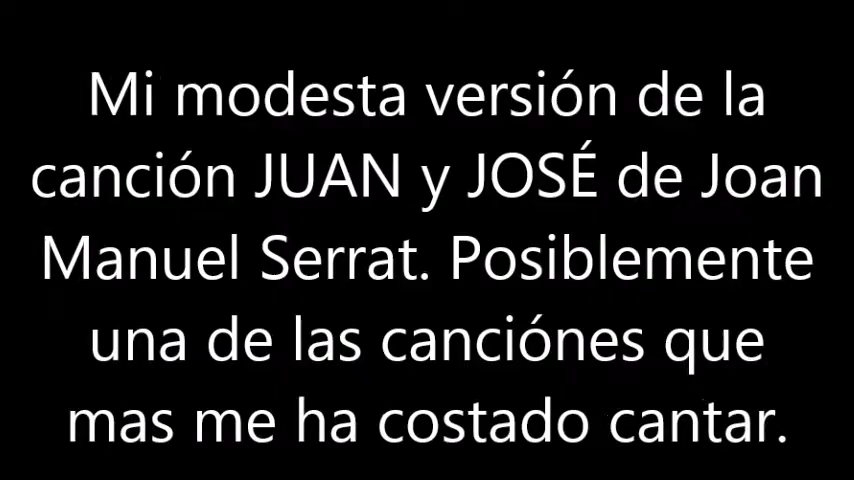 Mi modesta versión de la
canción JUAN y JOSÉ de Joan
Manuel Serrat. Posiblemente
una de las canciónes que
mas me ha costado cantar.